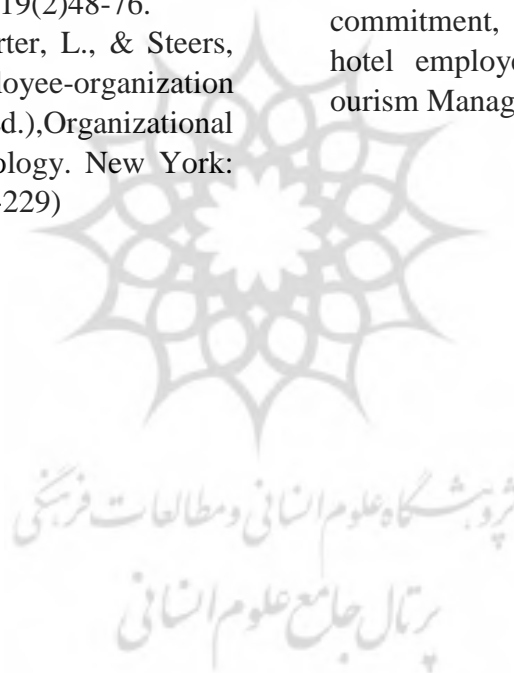 19(2)48-76.
rter, L., & Steers,
loyee-organization
ed.),Organizational
ology. New York:
-229)
commitment,
hotel employe
ourism Manag
پژوهشگاه علوم انسانی و مطالعات فرهنگی
پرتال جامع علوم انسانی